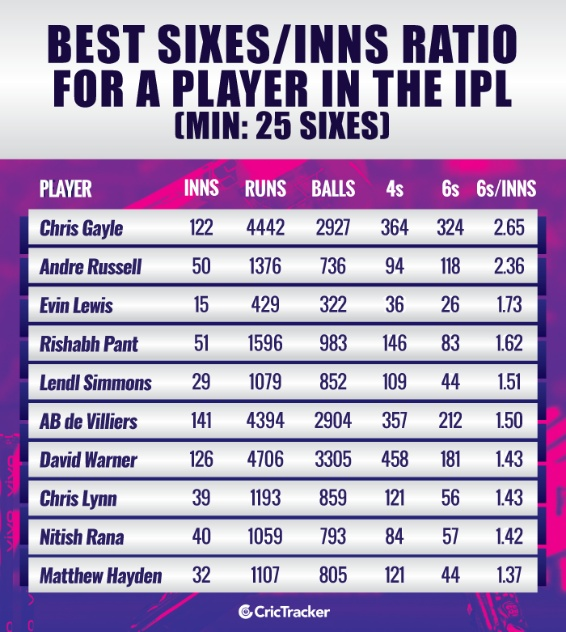 BEST SIXES/INNS RATIO
FOR A PLAYER IN THE IPL
(MIN: 25 SIXES)
PLAYER INNS RUNS BALLS 4s 6s 6s/INNS
Chris Gayle 122 4442 2927 364 324 2.65
Andre Russell 50 1376 736 94 118 2.36
Evin Lewis 15 429 322 36 26 1.73
Rishabh Pant 51 1596 983 146 83 1.62
Lendl Simmons 29 1079 852 109 44 1.51
AB de Villiers 141 4394 2904 357 212 1.50
David Warner 126 4706 3305 458 181 1.43
Chris Lynn 39 1193 859 121 56 1.43
Nitish Rana 40 1059 793 84 57 1.42
Matthew Hayden 32 1107 805 121 44 1.37
CricTracker